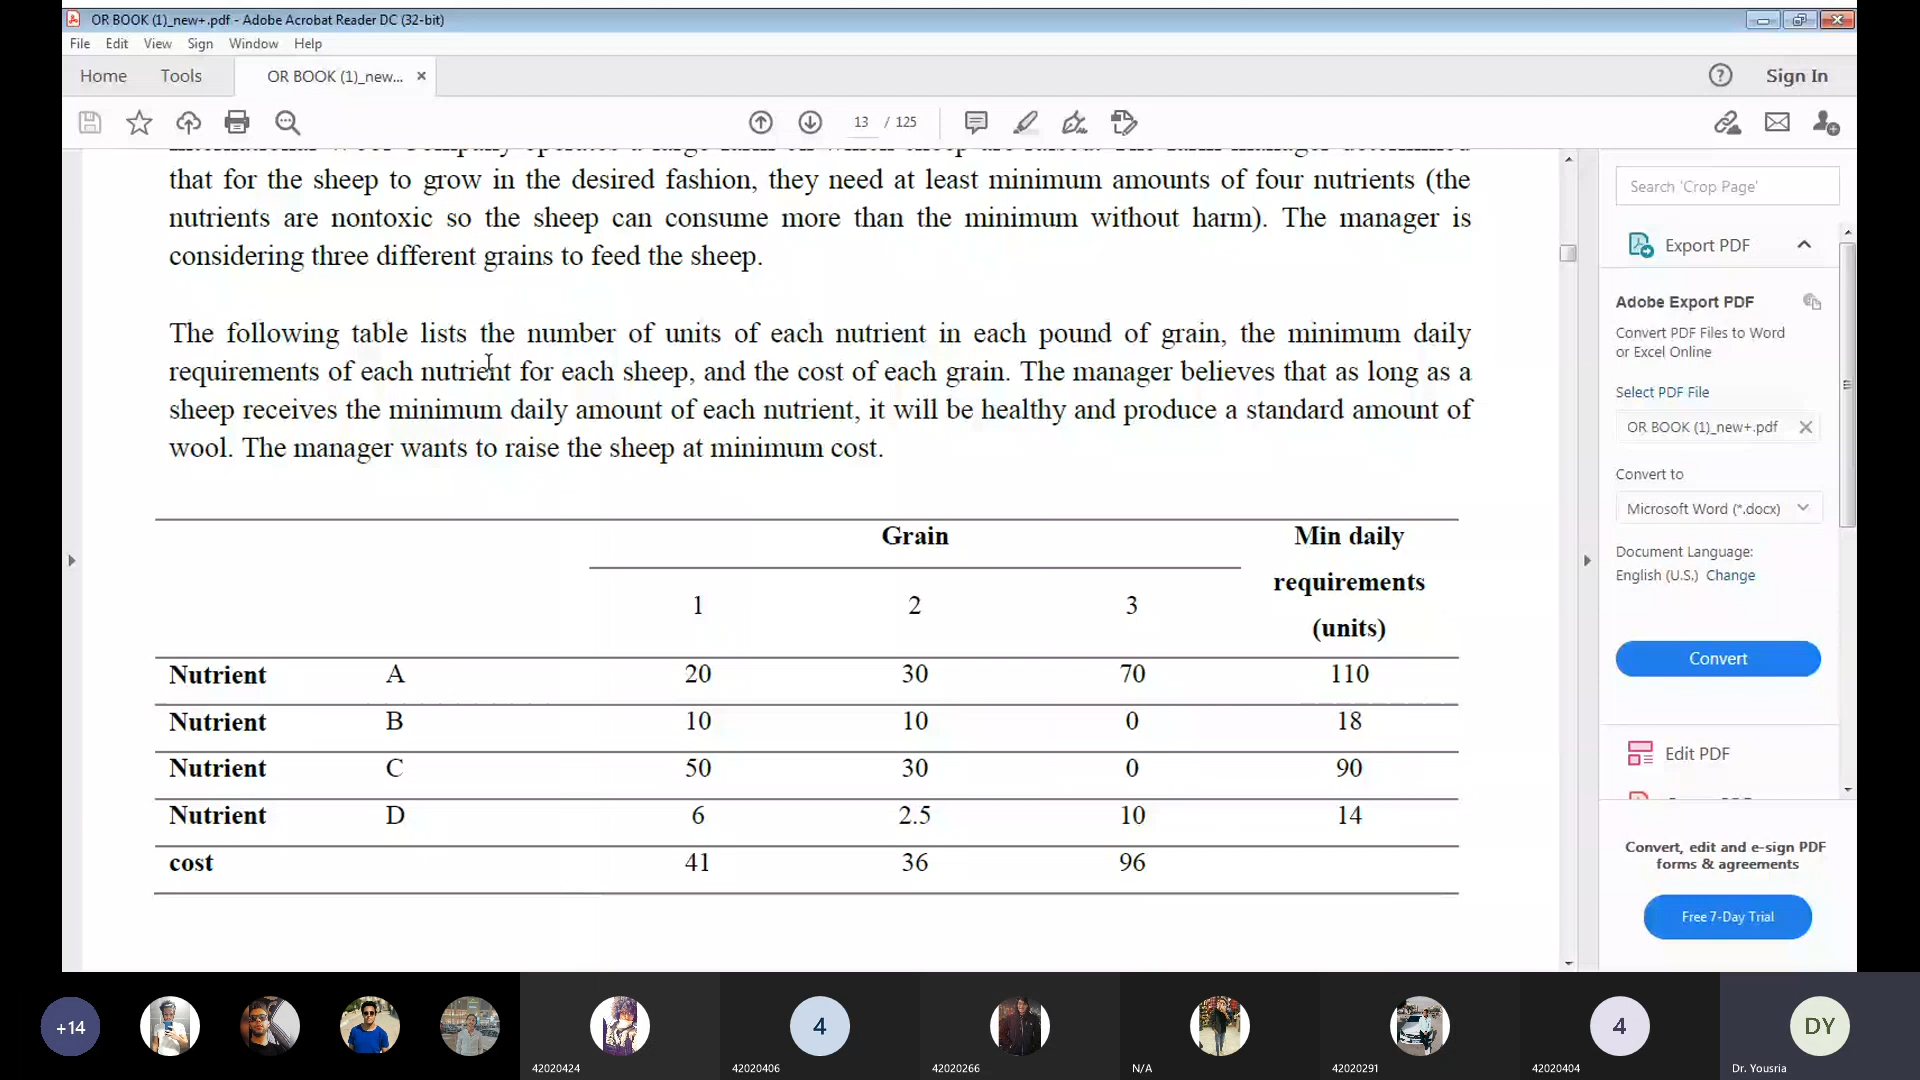 OR BOOK (1)_new+.pdf - Adobe Acrobat Reader DC (32-bit)
File Edit View Sign Window Help
Home Tools OR BOOK (1)_new... × Sign In
13 / 125
that for the sheep to grow in the desired fashion, they need at least minimum amounts of four nutrients (the
nutrients are nontoxic so the sheep can consume more than the minimum without harm). The manager is
considering three different grains to feed the sheep.
The following table lists the number of units of each nutrient in each pound of grain, the minimum daily
requirements of each nutrient for each sheep, and the cost of each grain. The manager believes that as long as a
sheep receives the minimum daily amount of each nutrient, it will be healthy and produce a standard amount of
wool. The manager wants to raise the sheep at minimum cost.
Grain Min daily
requirements
1 2 3
(units)
Nutrient A 20 30 70 110
Nutrient B 10 10 0 18
Nutrient C 50 30 0 90
Nutrient D 6 2.5 10 14
cost 41 36 96
Search 'Crop Page'
Export PDF
Adobe Export PDF
Convert PDF Files to Word
or Excel Online
Select PDF File
OR BOOK (1)_new+.pdf
Convert to
Microsoft Word (*.docx)
Document Language:
English (U.S.) Change
Convert
Edit PDF
Convert, edit and e-sign PDF
forms & agreements
Free 7-Day Trial
+14 4 4 DY
42020424 42020406 42020266 N/A 42020291 42020404 Dr. Yousria